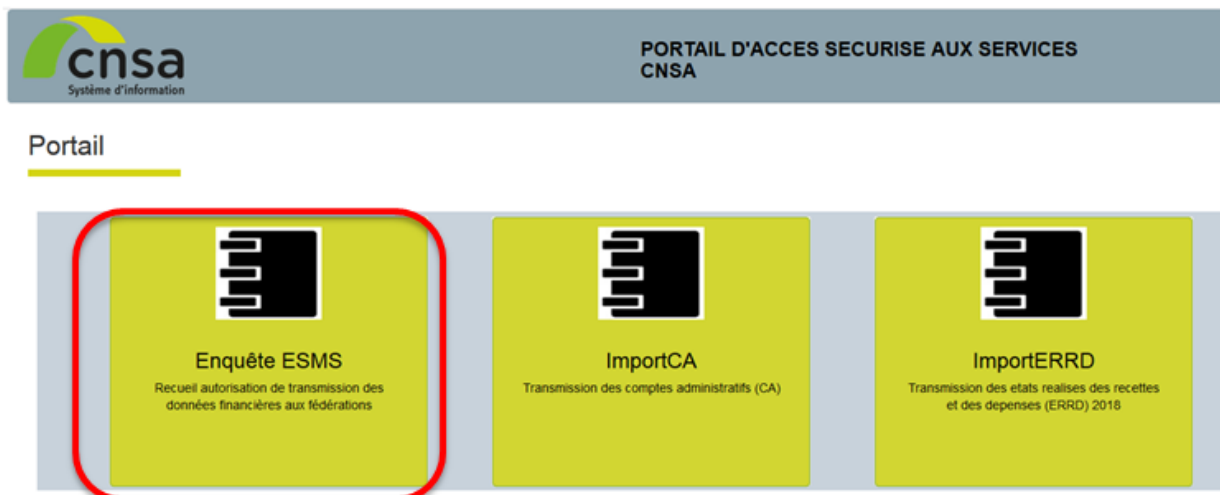 cnsa
Système d'information
PORTAIL D'ACCES SECURISE AUX SERVICES
CNSA
Portail
Enquête ESMS
Recueil autorisation de transmission des
données financières aux fédérations
ImportCA
Transmission des comptes administratifs (CA)
ImportERRD
Transmission des etats realises des recettes
et des depenses (ERRD) 2018